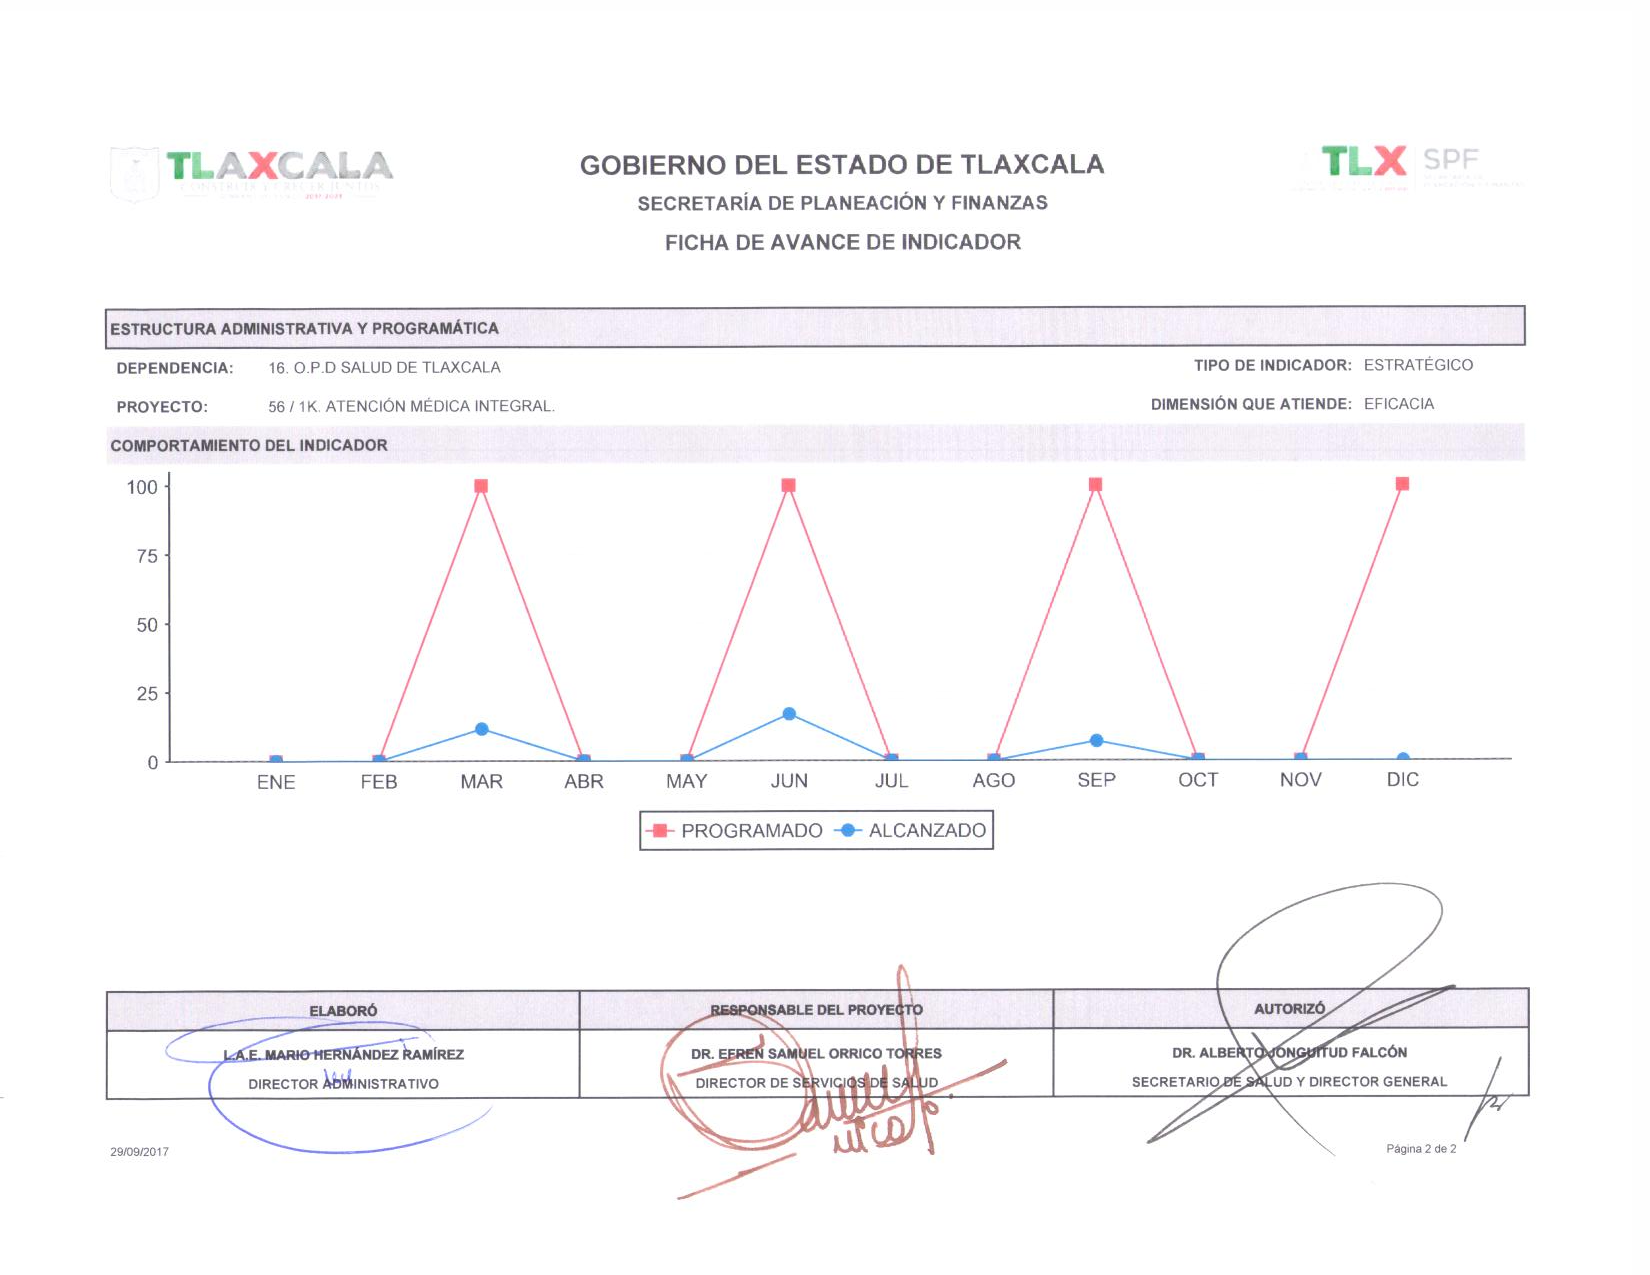 TLAXCALA
CONSTRUIR Y CRECER JUNTOS
2017-2021
GOBIERNO DEL ESTADO DE TLAXCALA
SECRETARÍA DE PLANEACIÓN Y FINANZAS
FICHA DE AVANCE DE INDICADOR
TLX SPF
ESTRUCTURA ADMINISTRATIVA Y PROGRAMÁTICA
DEPENDENCIA: 16. O.P.D SALUD DE TLAXCALA
TIPO DE INDICADOR: ESTRATÉGICO
PROYECTO: 56 / 1K. ATENCIÓN MÉDICA INTEGRAL.
DIMENSIÓN QUE ATIENDE: EFICACIA
COMPORTAMIENTO DEL INDICADOR
100
75
50
25
0
ENE FEB MAR ABR MAY JUN JUL AGO SEP OCT NOV DIC
PROGRAMADO ALCANZADO
ELABORÓ
L.A.E. MARIO HERNÁNDEZ RAMÍREZ
DIRECTOR ADMINISTRATIVO
RESPONSABLE DEL PROYECTO
DR. EFREN SAMUEL ORRICO TORRES
DIRECTOR DE SERVICIOS DE SALUD
AUTORIZÓ
DR. ALBERTO JONGUITUD FALCÓN
SECRETARIO DE SALUD Y DIRECTOR GENERAL
29/09/2017
Página 2 de 2